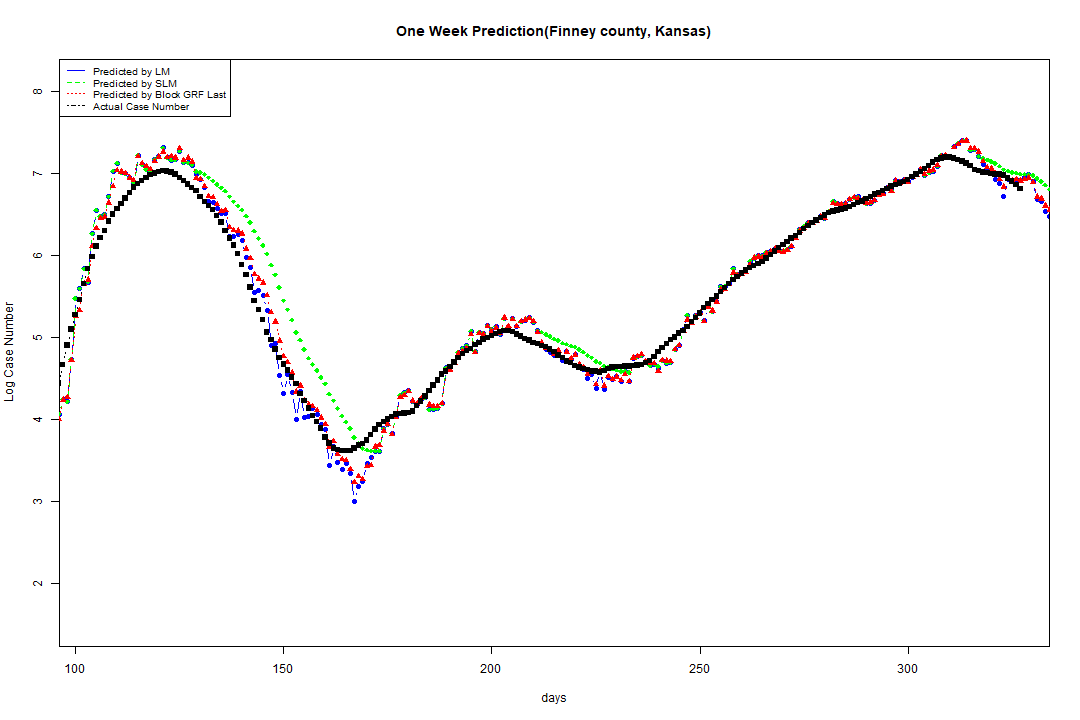 One Week Prediction(Finney county, Kansas)
Predicted by LM
Predicted by SLM
Predicted by Block GRF Last
Actual Case Number
8
7
6
5
4
3
2
Log Case Number
100 150 200 250 300
days